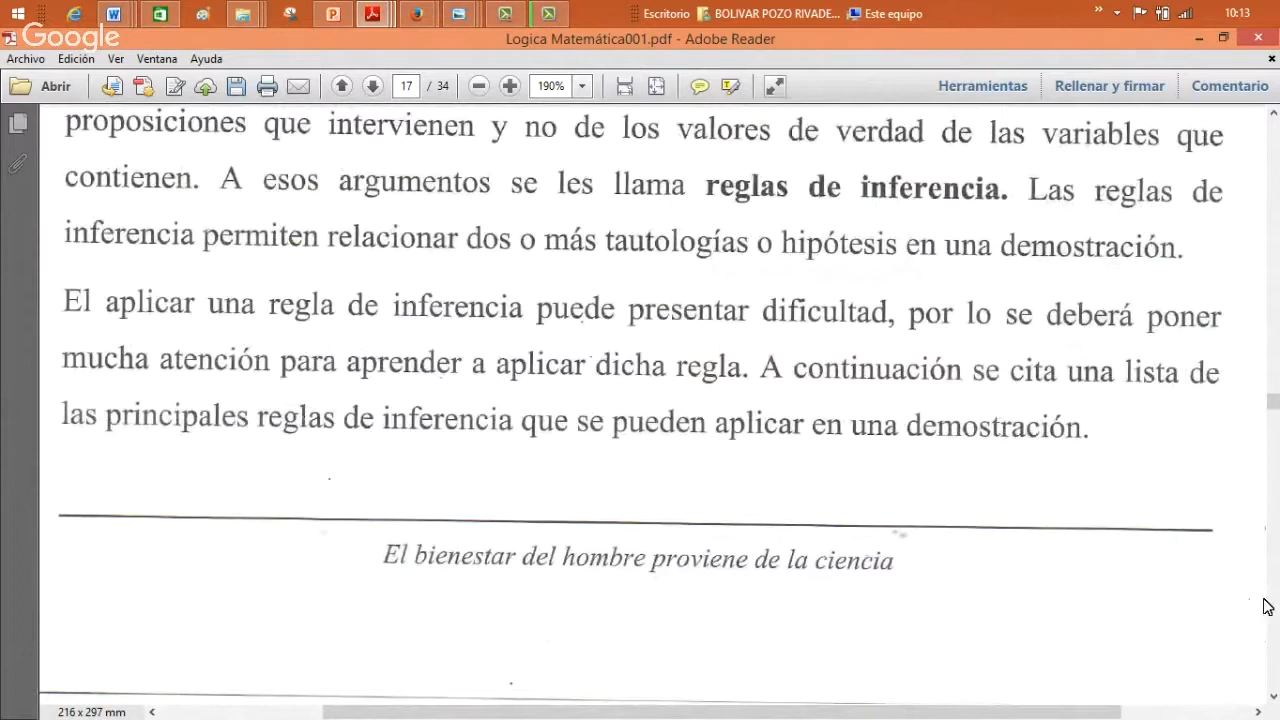 Escritorio
BOLIVAR POZO RIVADE...
Este equipo
10:13
Google
Logica Matemática001.pdf - Adobe Reader
Archivo Edición Ver Ventana Ayuda
Abrir
17 / 34
190%
Herramientas
Rellenar y firmar
Comentario
proposiciones que intervienen y no de los valores de verdad de las variables que
contienen. A esos argumentos se les llama reglas de inferencia. Las reglas de
inferencia permiten relacionar dos o más tautologías o hipótesis en una demostración.
El aplicar una regla de inferencia puede presentar dificultad, por lo se deberá poner
mucha atención para aprender a aplicar dicha regla. A continuación se cita una lista de
las principales reglas de inferencia que se pueden aplicar en una demostración.
El bienestar del hombre proviene de la ciencia
216 x 297 mm